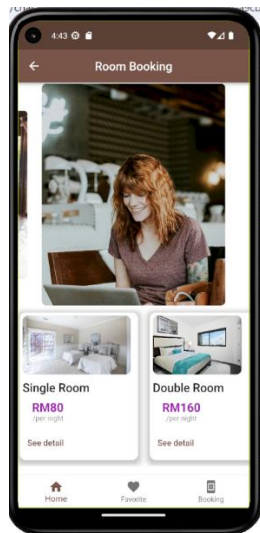 4:43
Room Booking
Single Room
RM80
/per night
See detail
Double Room
RM160
/per night
See detail
Home
Favorite
Booking